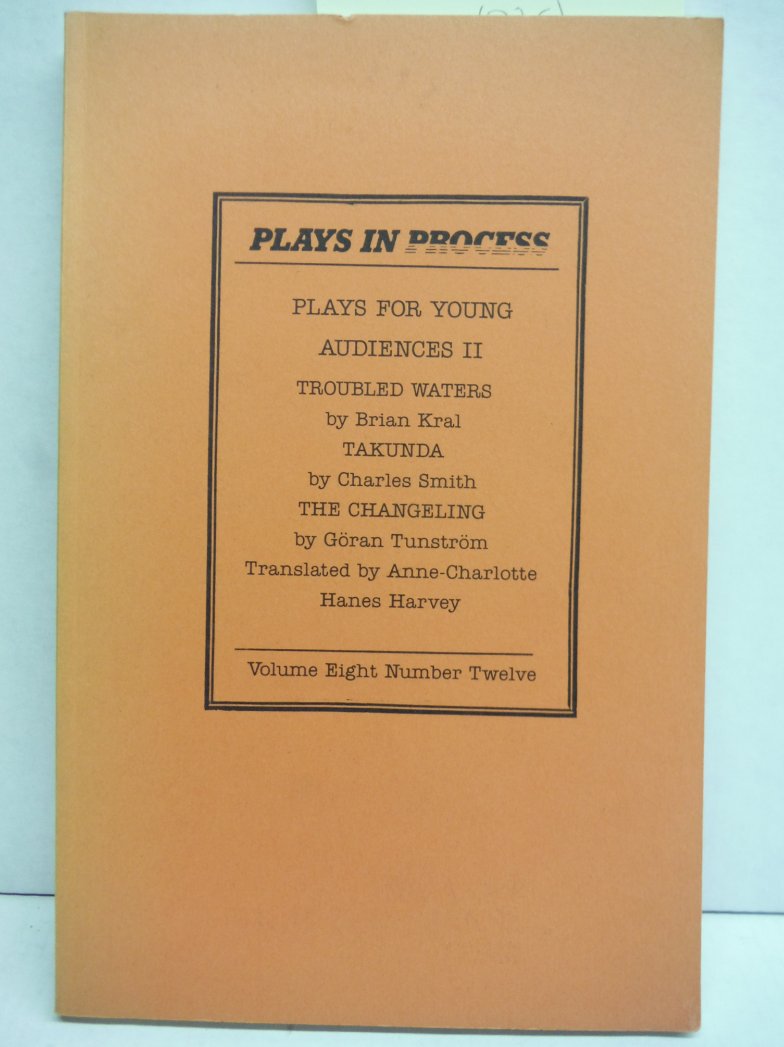 PLAYS IN PROCESS
PLAYS FOR YOUNG
AUDIENCES II
TROUBLED WATERS
by Brian Kral
TAKUNDA
by Charles Smith
THE CHANGELING
by Göran Tunström
Translated by Anne-Charlotte
Hanes Harvey
Volume Eight Number Twelve